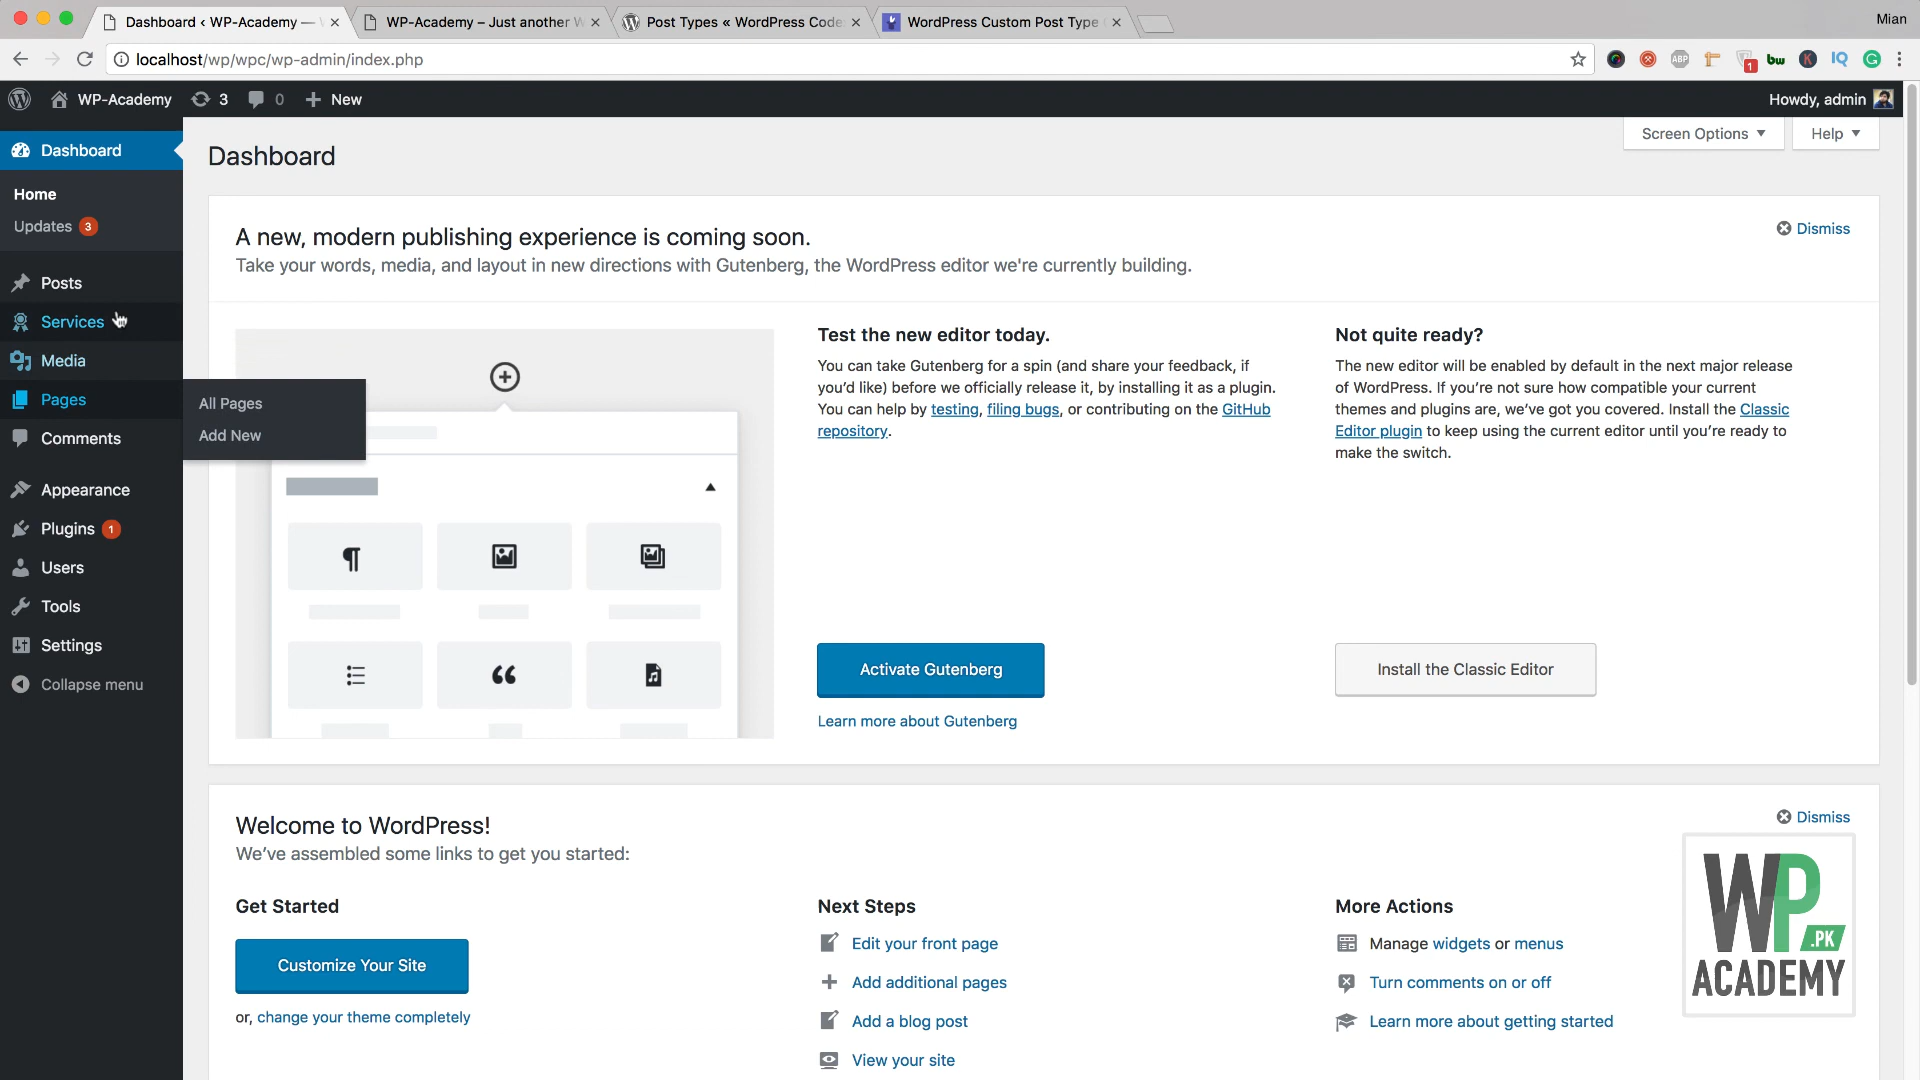 Dashboard ‹ WP-Academy —
WP-Academy – Just another W
Post Types « WordPress Code
WordPress Custom Post Type
Mian
localhost/wp/wpc/wp-admin/index.php
ABP
1
bw
K
IQ
G
WP-Academy
3
0
New
Howdy, admin
Dashboard
Home
Updates 3
Posts
Services
Media
Pages
All Pages
Add New
Comments
Appearance
Plugins 1
Users
Tools
Settings
Collapse menu
Screen Options
Help
Dashboard
A new, modern publishing experience is coming soon.
Dismiss
Take your words, media, and layout in new directions with Gutenberg, the WordPress editor we're currently building.
Test the new editor today.
You can take Gutenberg for a spin (and share your feedback, if
you'd like) before we officially release it, by installing it as a plugin.
You can help by testing, filing bugs, or contributing on the GitHub
repository.
Activate Gutenberg
Learn more about Gutenberg
Not quite ready?
The new editor will be enabled by default in the next major release
of WordPress. If you're not sure how compatible your current
themes and plugins are, we've got you covered. Install the Classic
Editor plugin to keep using the current editor until you're ready to
make the switch.
Install the Classic Editor
Welcome to WordPress!
Dismiss
We've assembled some links to get you started:
Get Started
Customize Your Site
or, change your theme completely
Next Steps
Edit your front page
Add additional pages
Add a blog post
View your site
More Actions
Manage widgets or menus
Turn comments on or off
Learn more about getting started
WP
.PK
ACADEMY